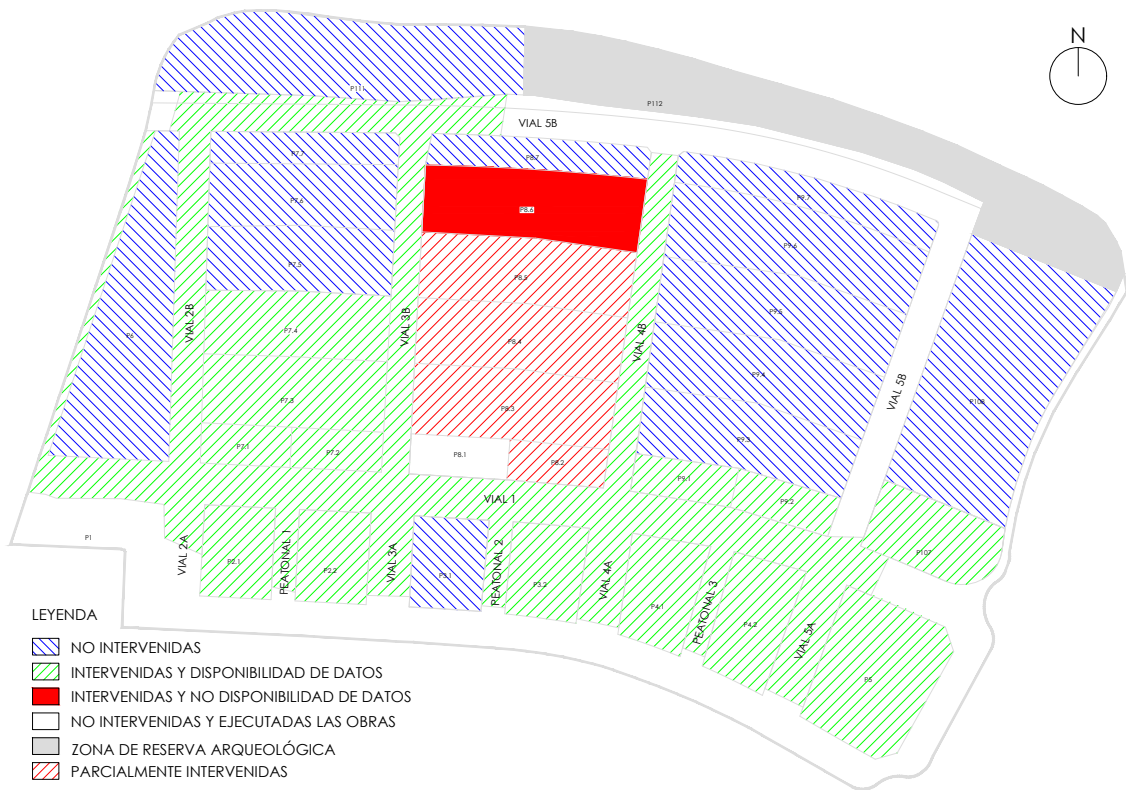 N
P111
P112
VIAL 5B
P7.7
P8.7
P7.6
P8.6
P9.7
P9.6
P7.5
P8.5
P9.5
P6
VIAL 2B
P7.4
VIAL 3B
P8.4
VIAL 4B
P9.4
VIAL 5B
P108
P7.3
P8.3
P9.3
P7.1
P7.2
P8.1
P8.2
P9.1
P9.2
VIAL 1
P1
VIAL 2A
P2.1
PEATONAL 1
P2.2
VIAL 3A
P3.1
PEATONAL 2
P3.2
VIAL 4A
P4.1
PEATONAL 3
P4.2
VIAL 5A
P107
P5
LEYENDA
NO INTERVENIDAS
INTERVENIDAS Y DISPONIBILIDAD DE DATOS
INTERVENIDAS Y NO DISPONIBILIDAD DE DATOS
NO INTERVENIDAS Y EJECUTADAS LAS OBRAS
ZONA DE RESERVA ARQUEOLÓGICA
PARCIALMENTE INTERVENIDAS